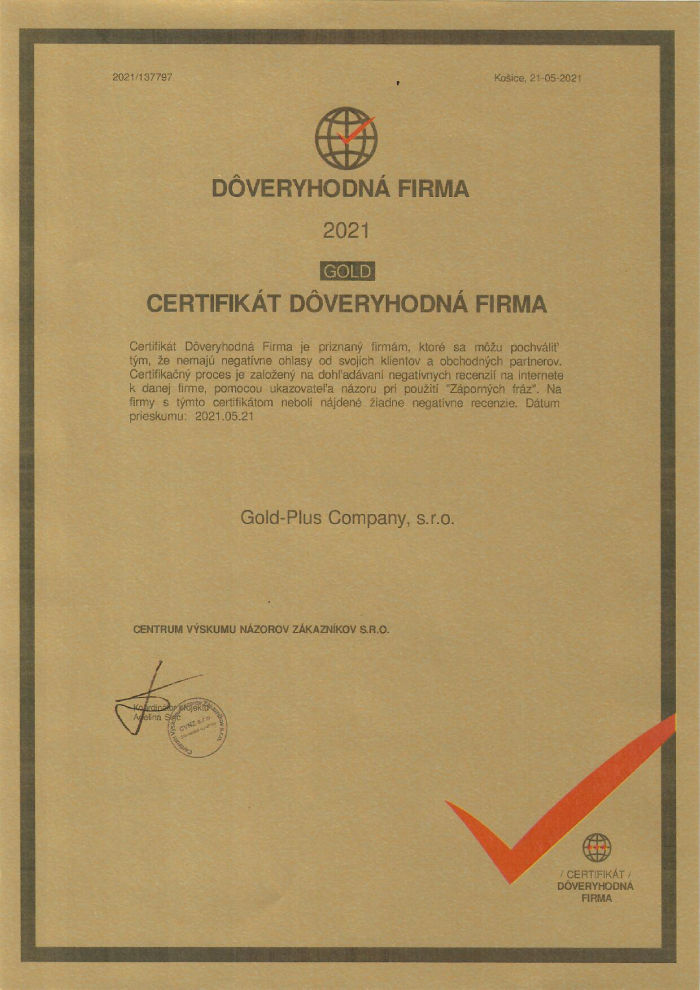 2021/137797
Košice, 21-05-2021
DÔVERYHODNÁ FIRMA
2021
GOLD
CERTIFIKÁT DÔVERYHODNÁ FIRMA
Certifikát Dôveryhodná Firma je priznaný firmám, ktoré sa môžu pochváliť
tým, že nemajú negatívne ohlasy od svojich klientov a obchodných partnerov.
Certifikačný proces je založený na dohľadávaní negatívnych recenzií na internete
k danej firme, pomocou ukazovateľa názoru pri použití "Záporných fráz". Na
firmy s týmto certifikátom neboli nájdené žiadne negatívne recenzie. Dátum
prieskumu: 2021.05.21
Gold-Plus Company, s.r.o.
CENTRUM VÝSKUMU NÁZOROV ZÁKAZNÍKOV S.R.O.
Koordinátor projektu
Adelina
/ CERTIFIKÁT /
DÔVERYHODNÁ
FIRMA